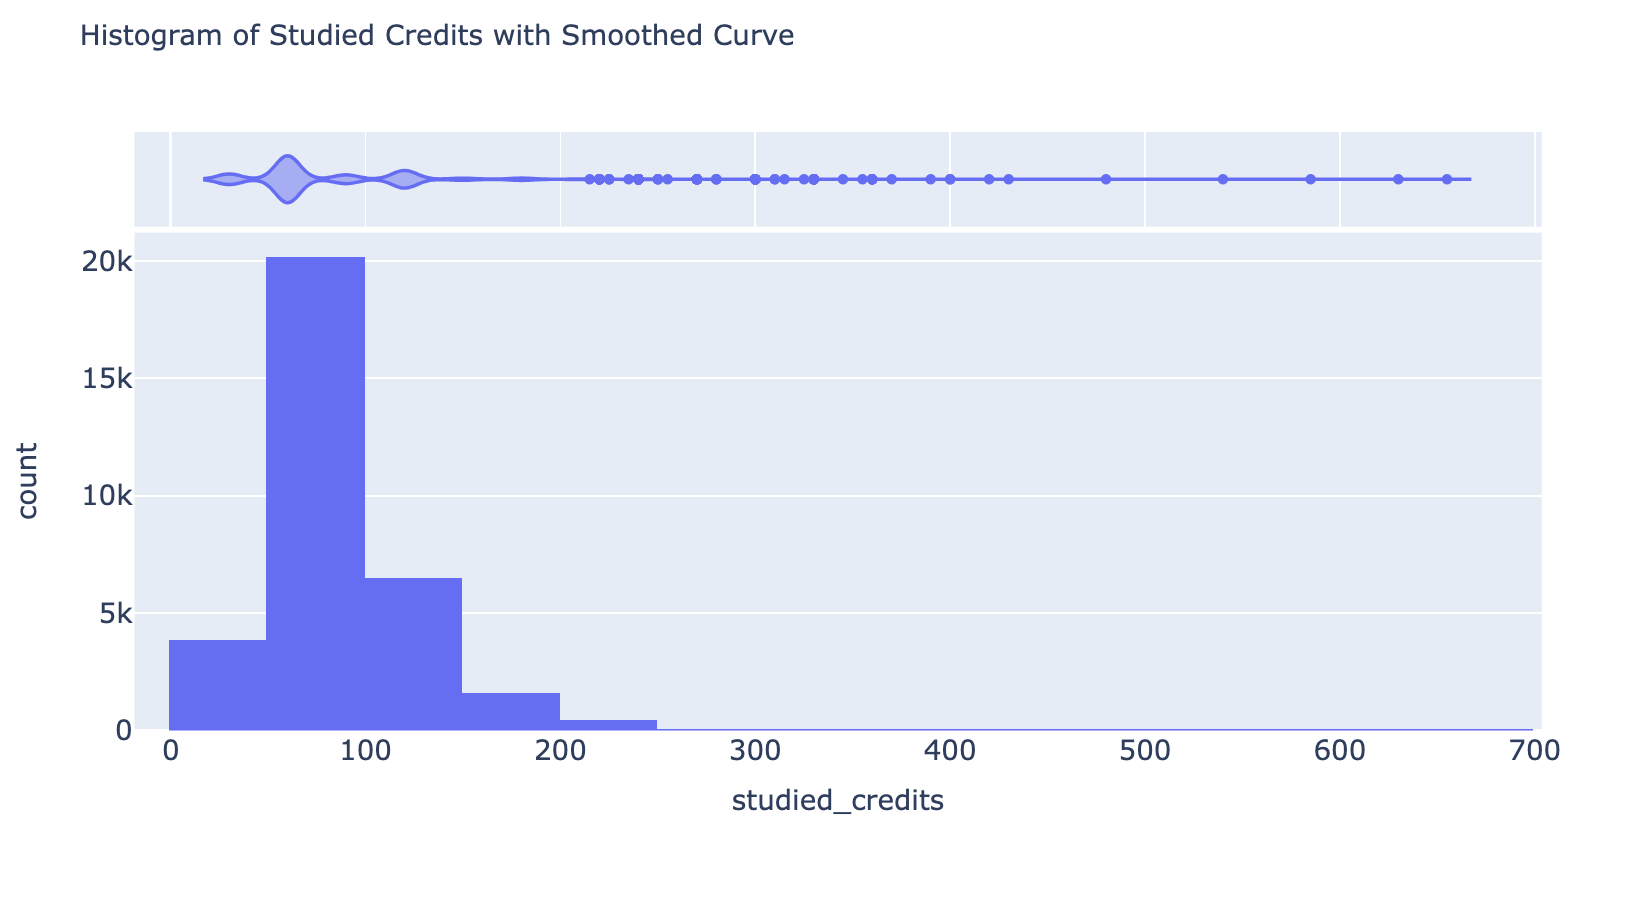 Histogram of Studied Credits with Smoothed Curve
20k
15k
10k
5k
0
count
0 100 200 300 400 500 600 700
studied_credits